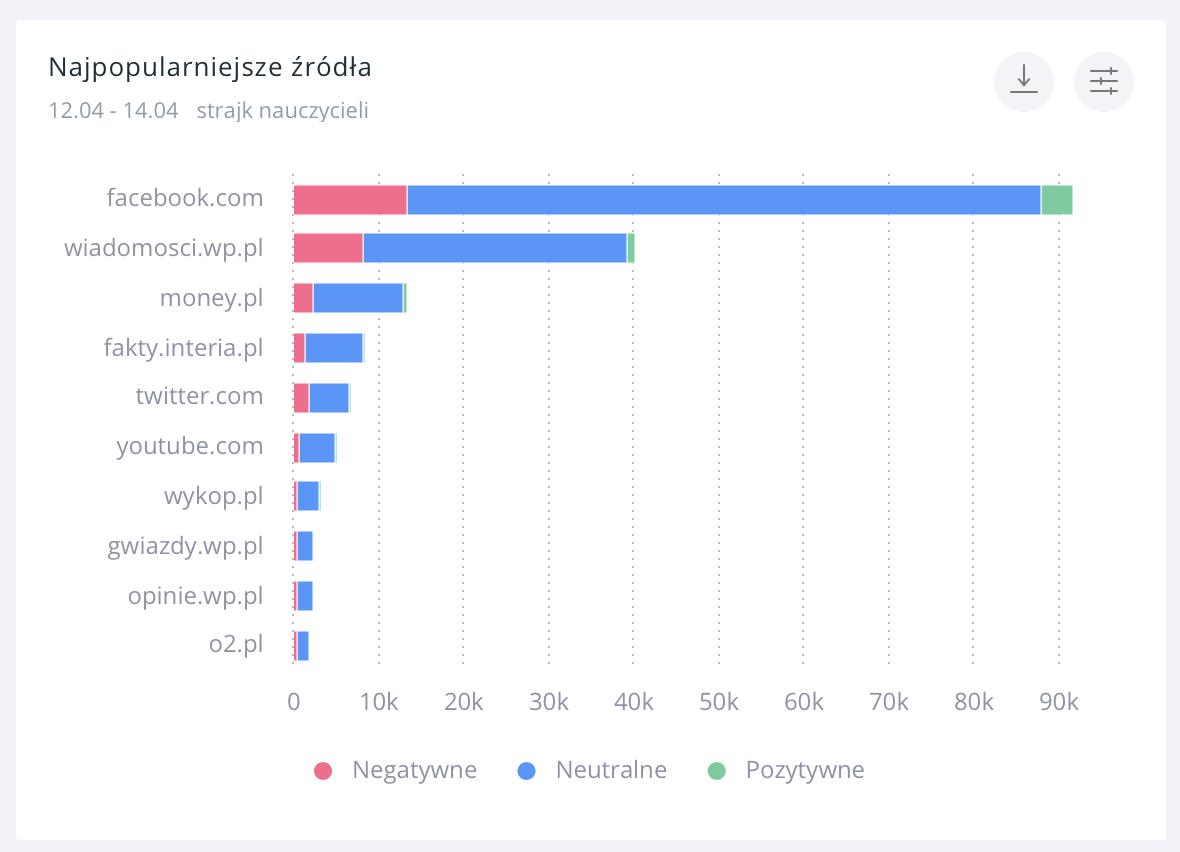 Najpopularniejsze źródła
12.04 - 14.04 strajk nauczycieli
facebook.com
wiadomosci.wp.pl
money.pl
fakty.interia.pl
twitter.com
youtube.com
wykop.pl
gwiazdy.wp.pl
opinie.wp.pl
o2.pl
0 10k 20k 30k 40k 50k 60k 70k 80k 90k
Negatywne Neutralne Pozytywne